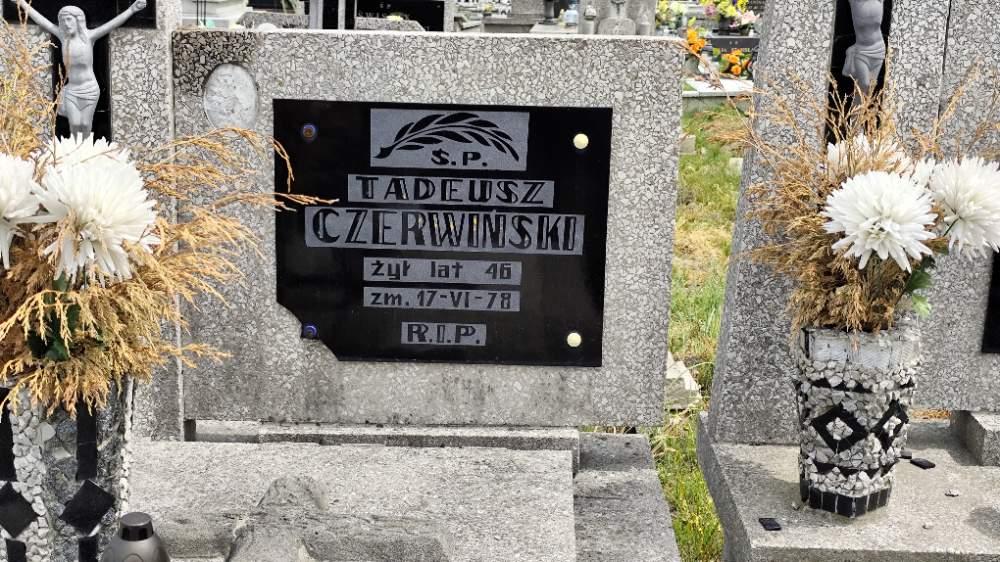 Ś.P.
TADEUSZ
CZERWIŃSKI
żył lat 46
zm. 17-VI-78
R.I.P.